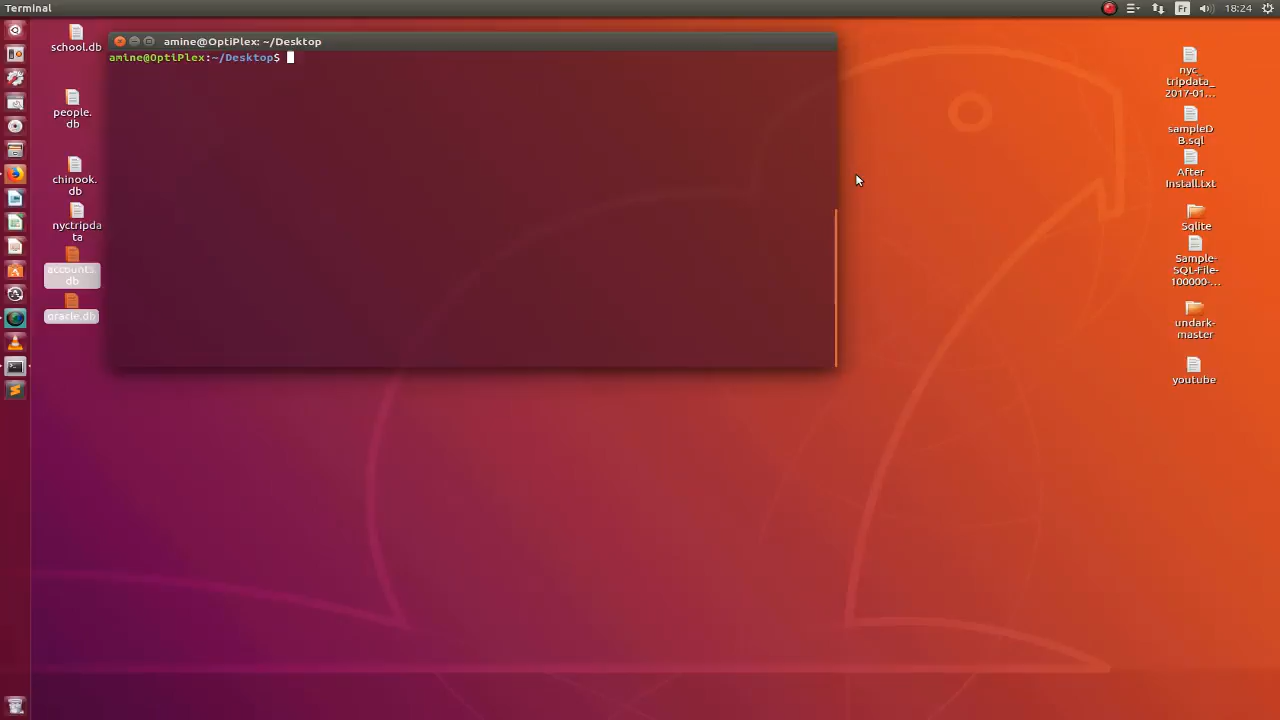 Terminal
Fr
18:24
amine@OptiPlex: ~/Desktop
amine@OptiPlex:~/Desktop$
school.db
people.
db
chinook.
db
nyctripda
ta
accounts.
db
oracle.db
nyc_
tripdata_
2017-01...
sampleD
B.sql
After
Install.txt
Sqlite
Sample-
SQL-File-
100000-...
undark-
master
youtube